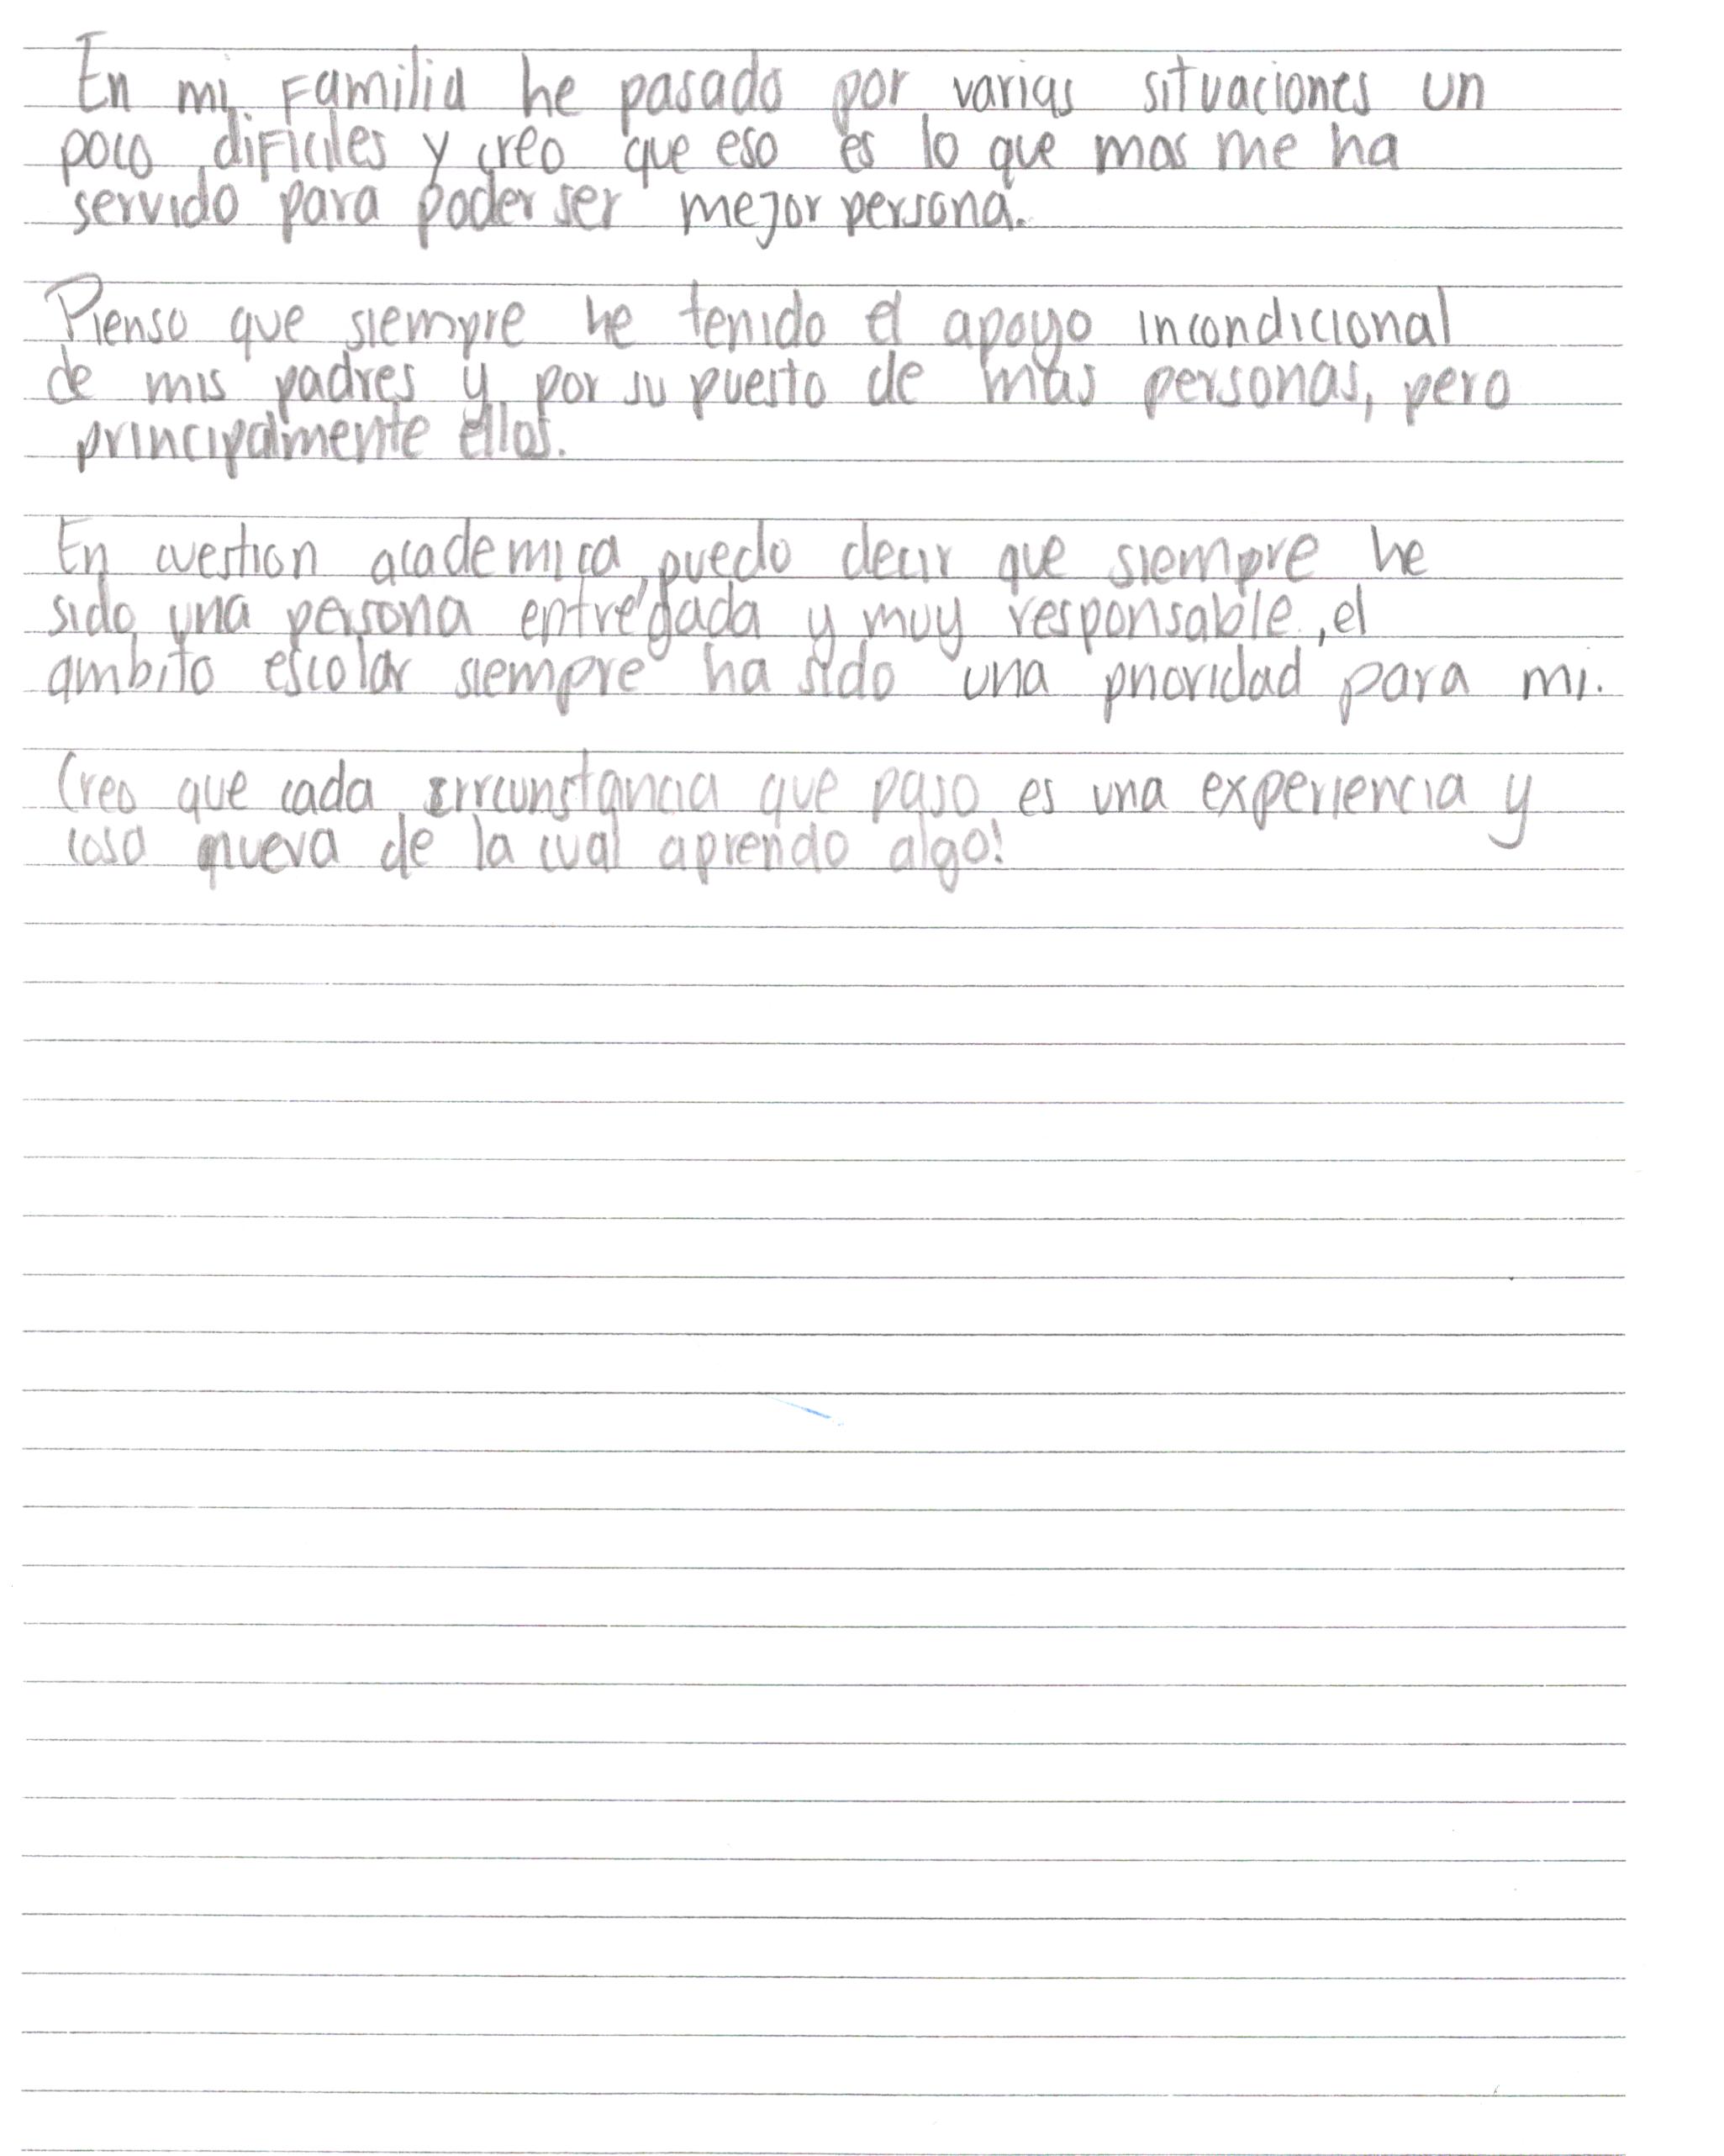 En mi Familia he pasado por varias situaciones un
poco diFiciles y creo que eso es lo que mas me ha
servido para poder ser mejor persona.
Pienso que siempre he tenido el apoyo incondicional
de mis padres y por su puesto de mas personas, pero
principalmente ellos.
En cuestion academica, puedo decir que siempre he
sido una persona entregada y muy responsable, el
ambito escolar siempre ha sido una prioridad para mi.
Creo que cada circunstancia que paso es una experiencia y
cosa nueva de la cual aprendo algo!